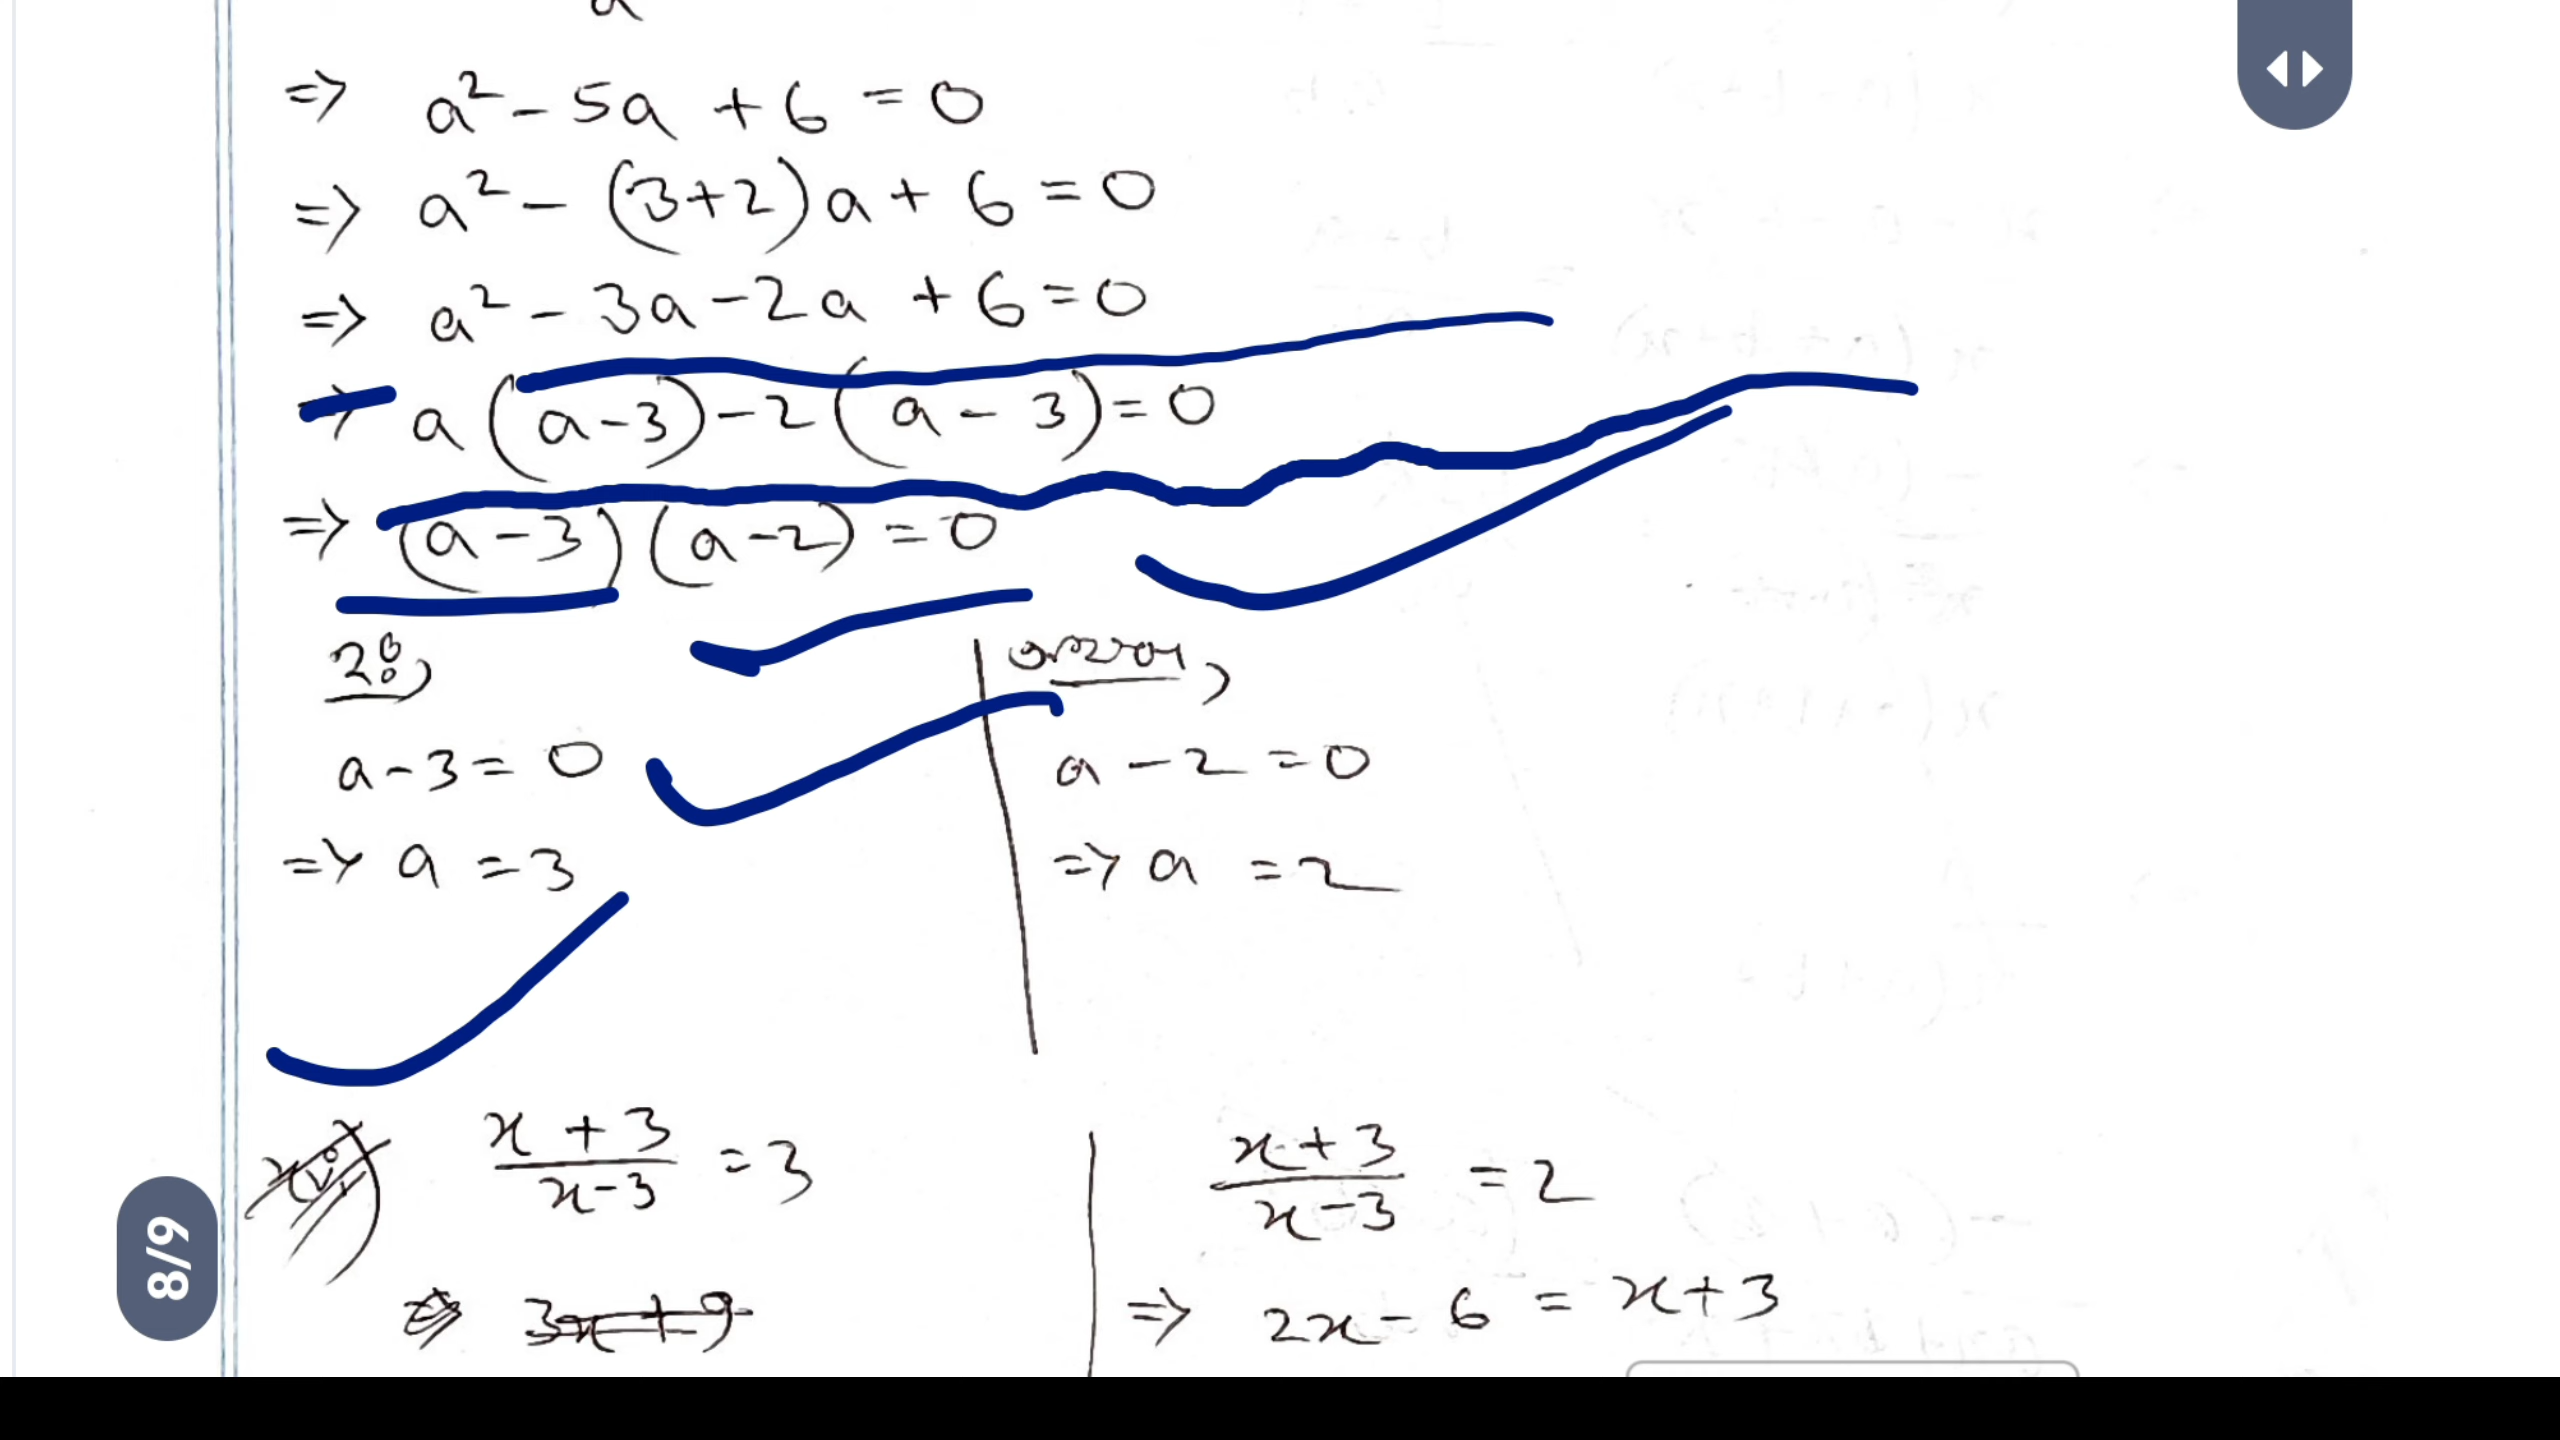 a
=> a² - 5a + 6 = 0
=> a² - (3+2)a + 6 = 0
=> a² - 3a - 2a + 6 = 0
=> a(a-3) - 2(a-3) = 0
=> (a-3)(a-2) = 0
হয়, অথবা,
a-3 = 0 a-2 = 0
=> a = 3 => a = 2
(x+3)/(x-3) = 3 (x+3)/(x-3) = 2
=> 3x+9 => 2x - 6 = x+3
8/9